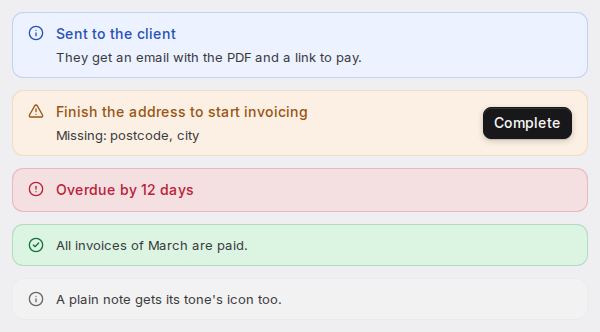 Sent to the client
They get an email with the PDF and a link to pay.
Finish the address to start invoicing
Missing: postcode, city
Complete
Overdue by 12 days
All invoices of March are paid.
A plain note gets its tone's icon too.